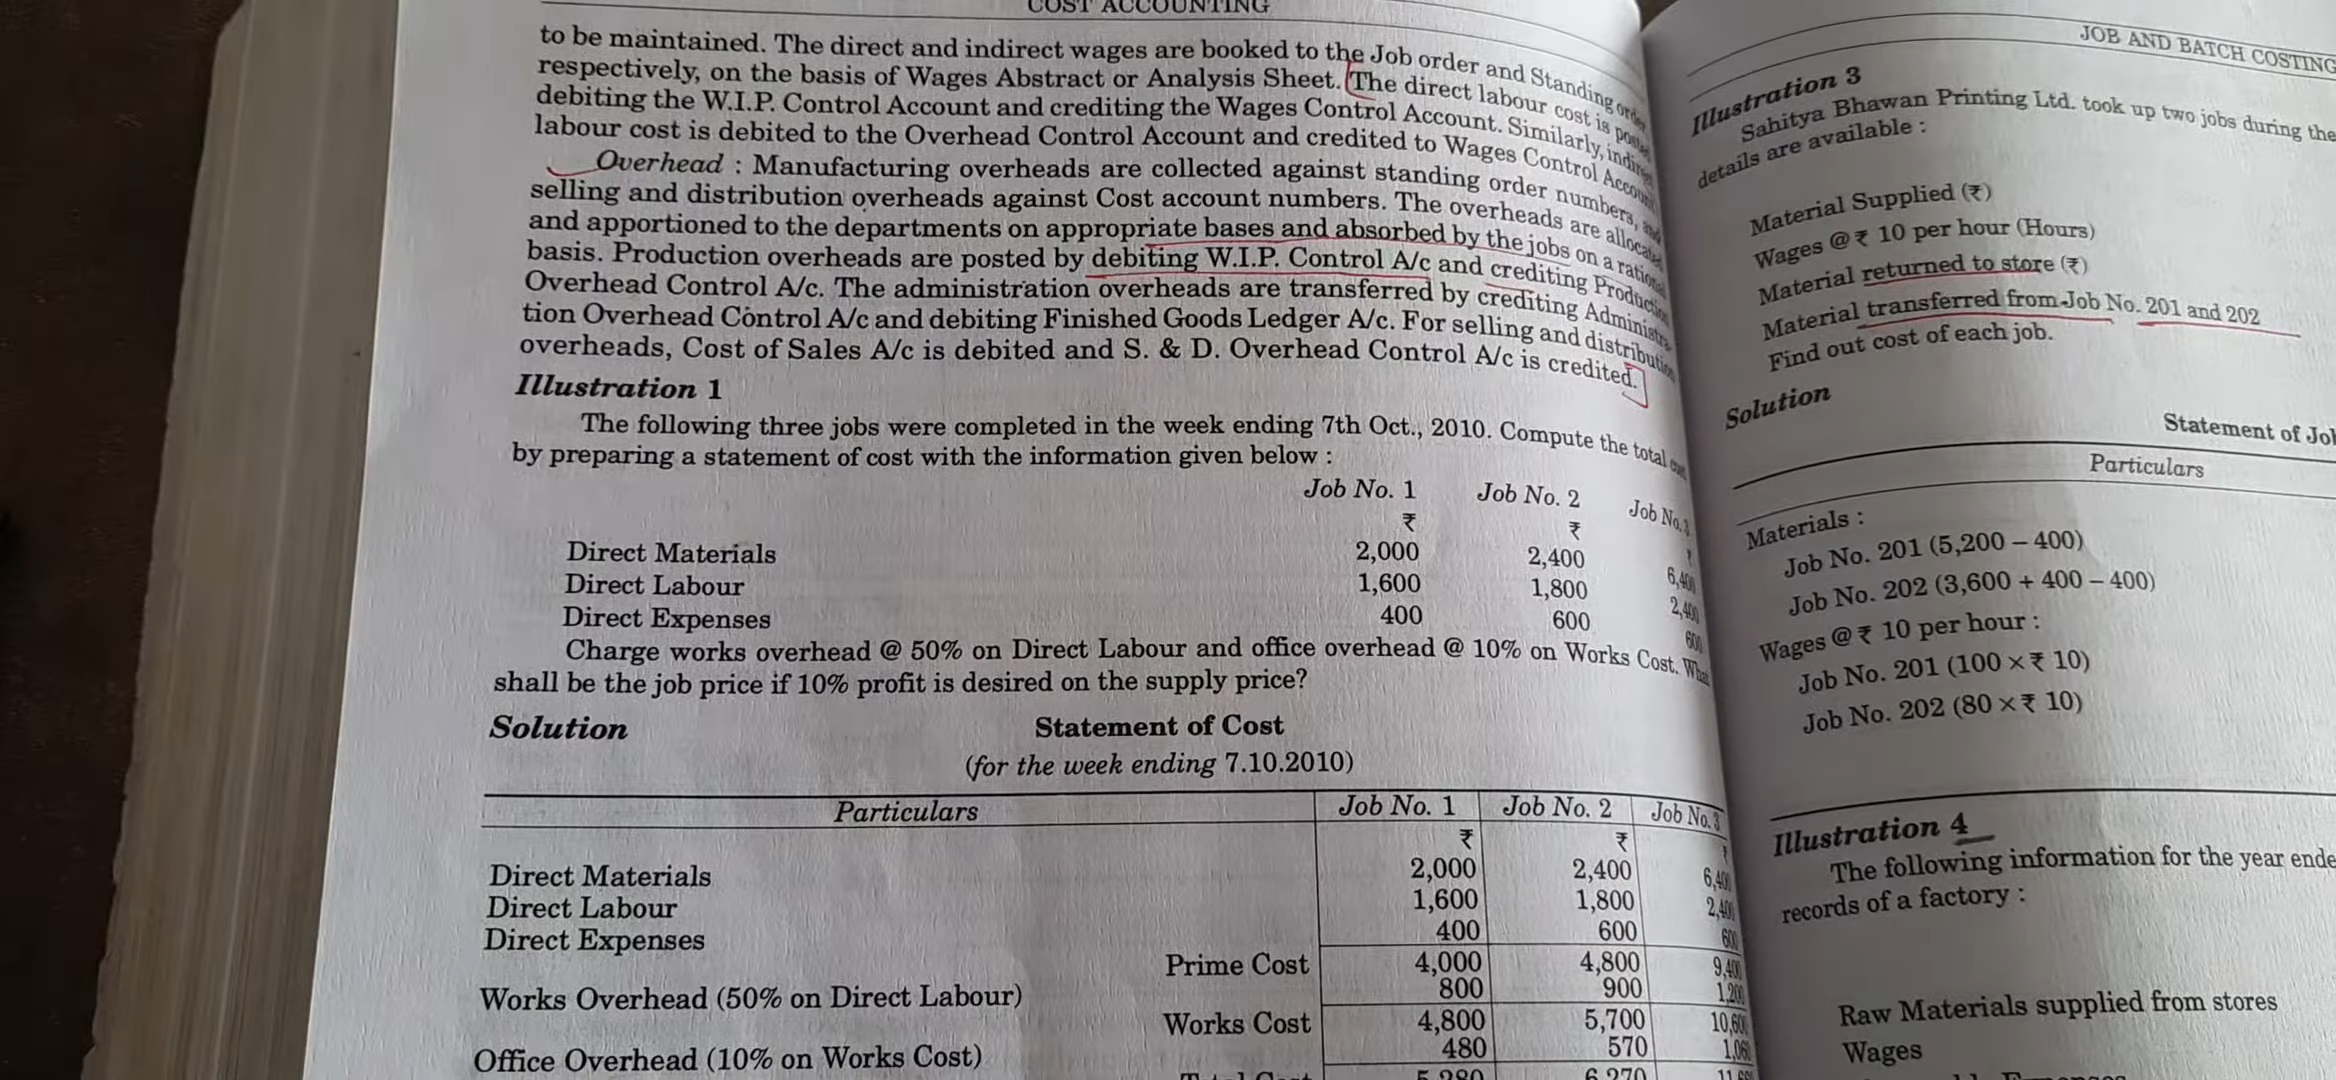 COST ACCOUNTING
to be maintained. The direct and indirect wages are booked to the Job order and Standing order
respectively, on the basis of Wages Abstract or Analysis Sheet. The direct labour cost is
debiting the W.I.P. Control Account and crediting the Wages Control Account. Similarly,
labour cost is debited to the Overhead Control Account and credited to Wages Control
Overhead : Manufacturing overheads are collected against standing order numbers, and
selling and distribution overheads against Cost account numbers. The overheads are
and apportioned to the departments on appropriate bases and absorbed by the jobs on a
basis. Production overheads are posted by debiting W.I.P. Control A/c and crediting
Overhead Control A/c. The administration overheads are transferred by crediting
tion Overhead Control A/c and debiting Finished Goods Ledger A/c. For selling and
overheads, Cost of Sales A/c is debited and S. & D. Overhead Control A/c is credited.
Illustration 1
The following three jobs were completed in the week ending 7th Oct., 2010. Compute the total
by preparing a statement of cost with the information given below :
Job No. 1 Job No. 2 Job No. 3
₹ ₹ ₹
Direct Materials 2,000 2,400 6,400
Direct Labour 1,600 1,800 2,400
Direct Expenses 400 600 600
Charge works overhead @ 50% on Direct Labour and office overhead @ 10% on Works Cost. What
shall be the job price if 10% profit is desired on the supply price?
Solution Statement of Cost
(for the week ending 7.10.2010)
Particulars Job No. 1 Job No. 2 Job No. 3
₹ ₹ ₹
Direct Materials 2,000 2,400 6,400
Direct Labour 1,600 1,800 2,400
Direct Expenses 400 600 600
Prime Cost 4,000 4,800 9,400
Works Overhead (50% on Direct Labour) 800 900 1,200
Works Cost 4,800 5,700 10,600
Office Overhead (10% on Works Cost) 480 570 1,060
Total Cost 5,280 6,270
JOB AND BATCH COSTING
Illustration 3
Sahitya Bhawan Printing Ltd. took up two jobs during the
details are available :
Material Supplied (₹)
Wages @ ₹ 10 per hour (Hours)
Material returned to store (₹)
Material transferred from Job No. 201 and 202
Find out cost of each job.
Solution
Statement of
Particulars
Materials :
Job No. 201 (5,200 – 400)
Job No. 202 (3,600 + 400 – 400)
Wages @ ₹ 10 per hour :
Job No. 201 (100 × ₹ 10)
Job No. 202 (80 × ₹ 10)
Illustration 4
The following information for the year
records of a factory :
Raw Materials supplied from stores
Wages